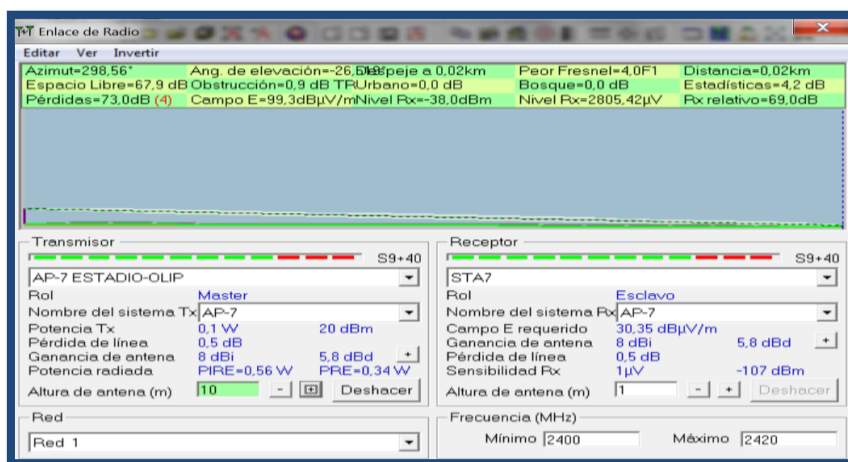 Enlace de Radio
Editar Ver Invertir
Azimut=298,56° Ang. de elevación=-26, Despeje a 0,02km Peor Fresnel=4,0F1 Distancia=0,02km
Espacio Libre=67,9 dB Obstrucción=0,9 dB TR Urbano=0,0 dB Bosque=0,0 dB Estadísticas=4,2 dB
Pérdidas=73,0dB (4) Campo E=99,3dBμV/m Nivel Rx=-38,0dBm Nivel Rx=2805,42μV Rx relativo=69,0dB
Transmisor Receptor
S9+40 S9+40
AP-7 ESTADIO-OLIP STA7
Rol Master Rol Esclavo
Nombre del sistema Tx AP-7 Nombre del sistema Rx AP-7
Potencia Tx 0,1 W 20 dBm Campo E requerido 30,35 dBμV/m
Pérdida de línea 0,5 dB Ganancia de antena 8 dBi 5,8 dBd +
Ganancia de antena 8 dBi 5,8 dBd + Pérdida de línea 0,5 dB
Potencia radiada PIRE=0,56 W PRE=0,34 W Sensibilidad Rx 1μV -107 dBm
Altura de antena (m) 10 - + Deshacer Altura de antena (m) 1 - + Deshacer
Red Frecuencia (MHz)
Red 1 Mínimo 2400 Máximo 2420